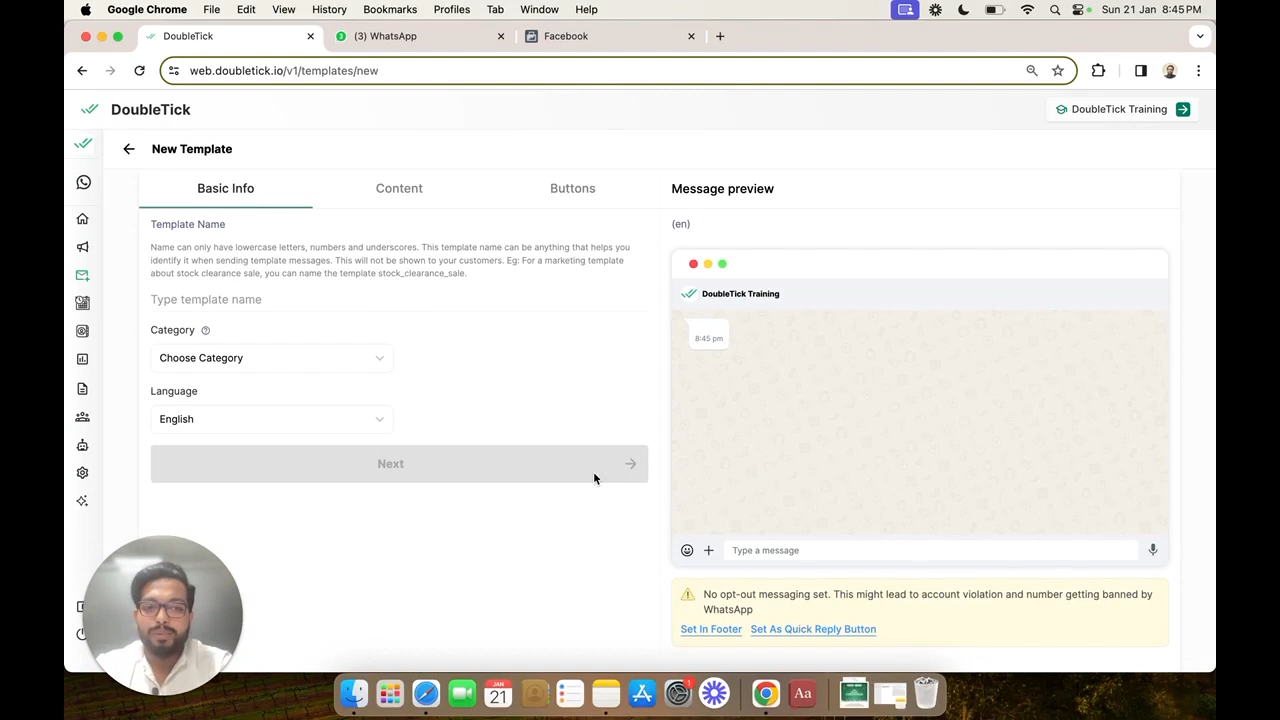 Google Chrome File Edit View History Bookmarks Profiles Tab Window Help Sun 21 Jan 8:45 PM
DoubleTick (3) WhatsApp Facebook
web.doubletick.io/v1/templates/new
DoubleTick
DoubleTick Training
New Template
Basic Info Content Buttons
Template Name
Name can only have lowercase letters, numbers and underscores. This template name can be anything that helps you
identify it when sending template messages. This will not be shown to your customers. Eg: For a marketing template
about stock clearance sale, you can name the template stock_clearance_sale.
Type template name
Category
Choose Category
Language
English
Next
Message preview
(en)
DoubleTick Training
8:45 pm
Type a message
No opt-out messaging set. This might lead to account violation and number getting banned by
WhatsApp
Set In Footer Set As Quick Reply Button
JAN
21
1
Aa